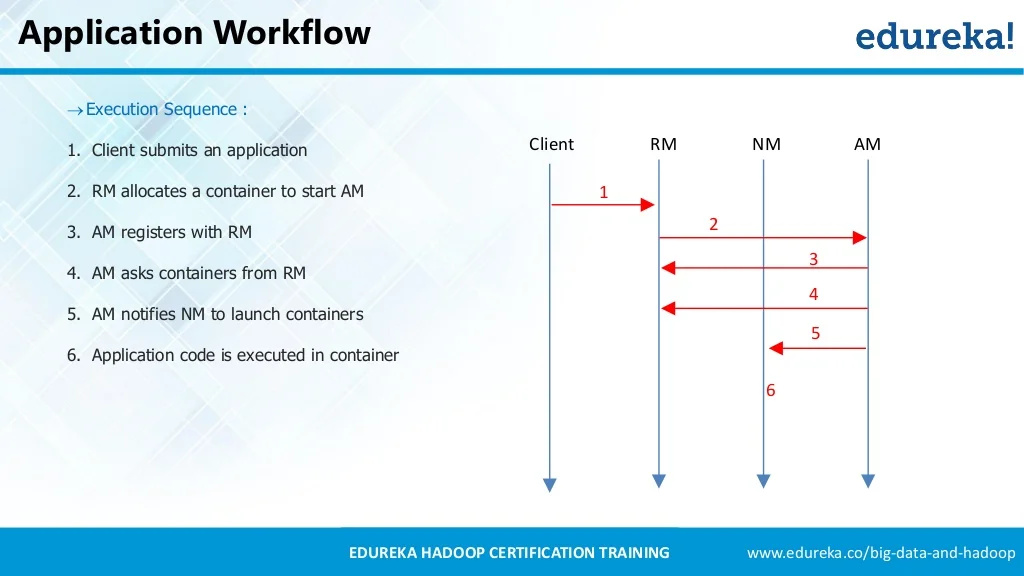 Application Workflow
edureka!
→Execution Sequence :
1. Client submits an application
2. RM allocates a container to start AM
3. AM registers with RM
4. AM asks containers from RM
5. AM notifies NM to launch containers
6. Application code is executed in container
Client RM NM AM
1
2
3
4
5
6
EDUREKA HADOOP CERTIFICATION TRAINING
www.edureka.co/big-data-and-hadoop